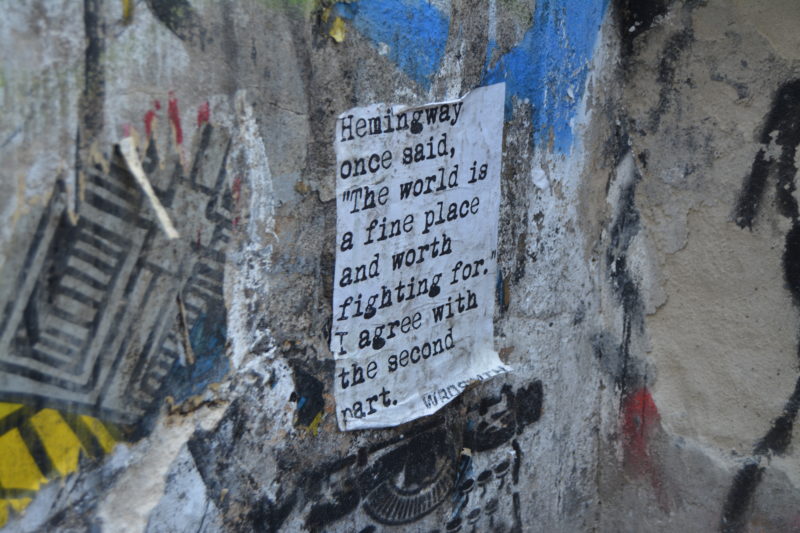 Hemingway
once said,
"The world is
a fine place
and worth
fighting for."
I agree with
the second
part.